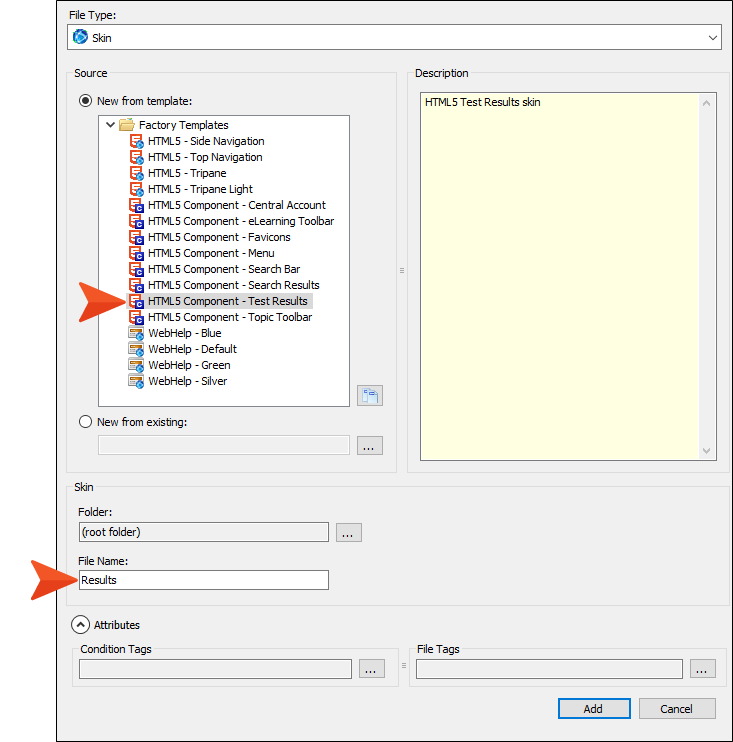 File Type:
Skin
Source
New from template:
Factory Templates
HTML5 - Side Navigation
HTML5 - Top Navigation
HTML5 - Tripane
HTML5 - Tripane Light
HTML5 Component - Central Account
HTML5 Component - eLearning Toolbar
HTML5 Component - Favicons
HTML5 Component - Menu
HTML5 Component - Search Bar
HTML5 Component - Search Results
HTML5 Component - Test Results
HTML5 Component - Topic Toolbar
WebHelp - Blue
WebHelp - Default
WebHelp - Green
WebHelp - Silver
New from existing:
...
Description
HTML5 Test Results skin
Skin
Folder:
(root folder)
...
File Name:
Results
Attributes
Condition Tags
...
File Tags
...
Add
Cancel